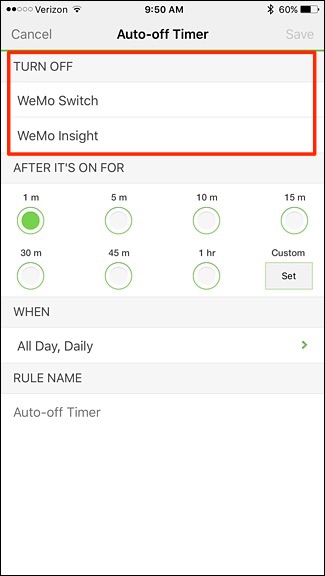 Verizon 9:50 AM 60%
Cancel Auto-off Timer Save
TURN OFF
WeMo Switch
WeMo Insight
AFTER IT'S ON FOR
1 m 5 m 10 m 15 m
30 m 45 m 1 hr Custom
Set
WHEN
All Day, Daily
RULE NAME
Auto-off Timer